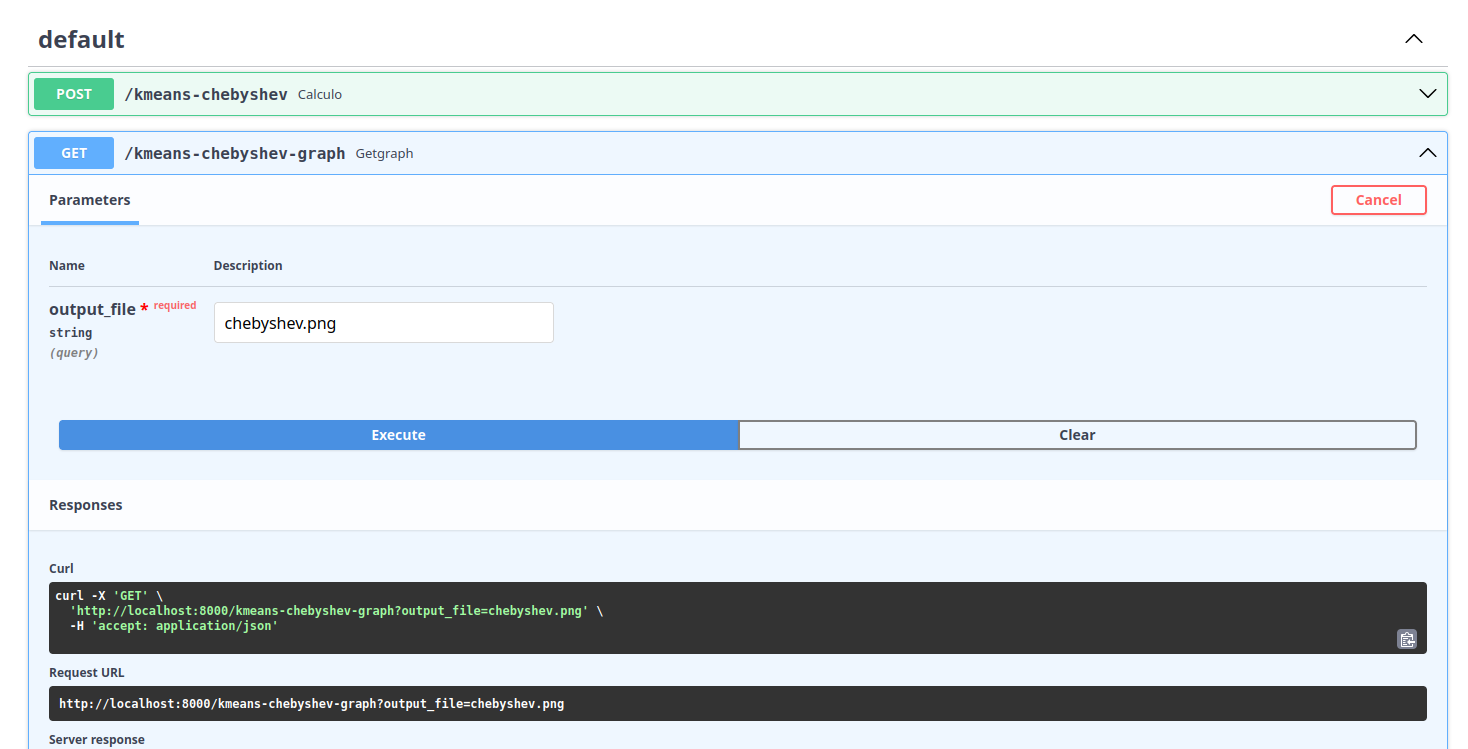 default
POST /kmeans-chebyshev Calculo
GET /kmeans-chebyshev-graph Getgraph
Parameters Cancel
Name Description
output_file * required chebyshev.png
string
(query)
Execute Clear
Responses
Curl
curl -X 'GET' \
'http://localhost:8000/kmeans-chebyshev-graph?output_file=chebyshev.png' \
-H 'accept: application/json'
Request URL
http://localhost:8000/kmeans-chebyshev-graph?output_file=chebyshev.png
Server response